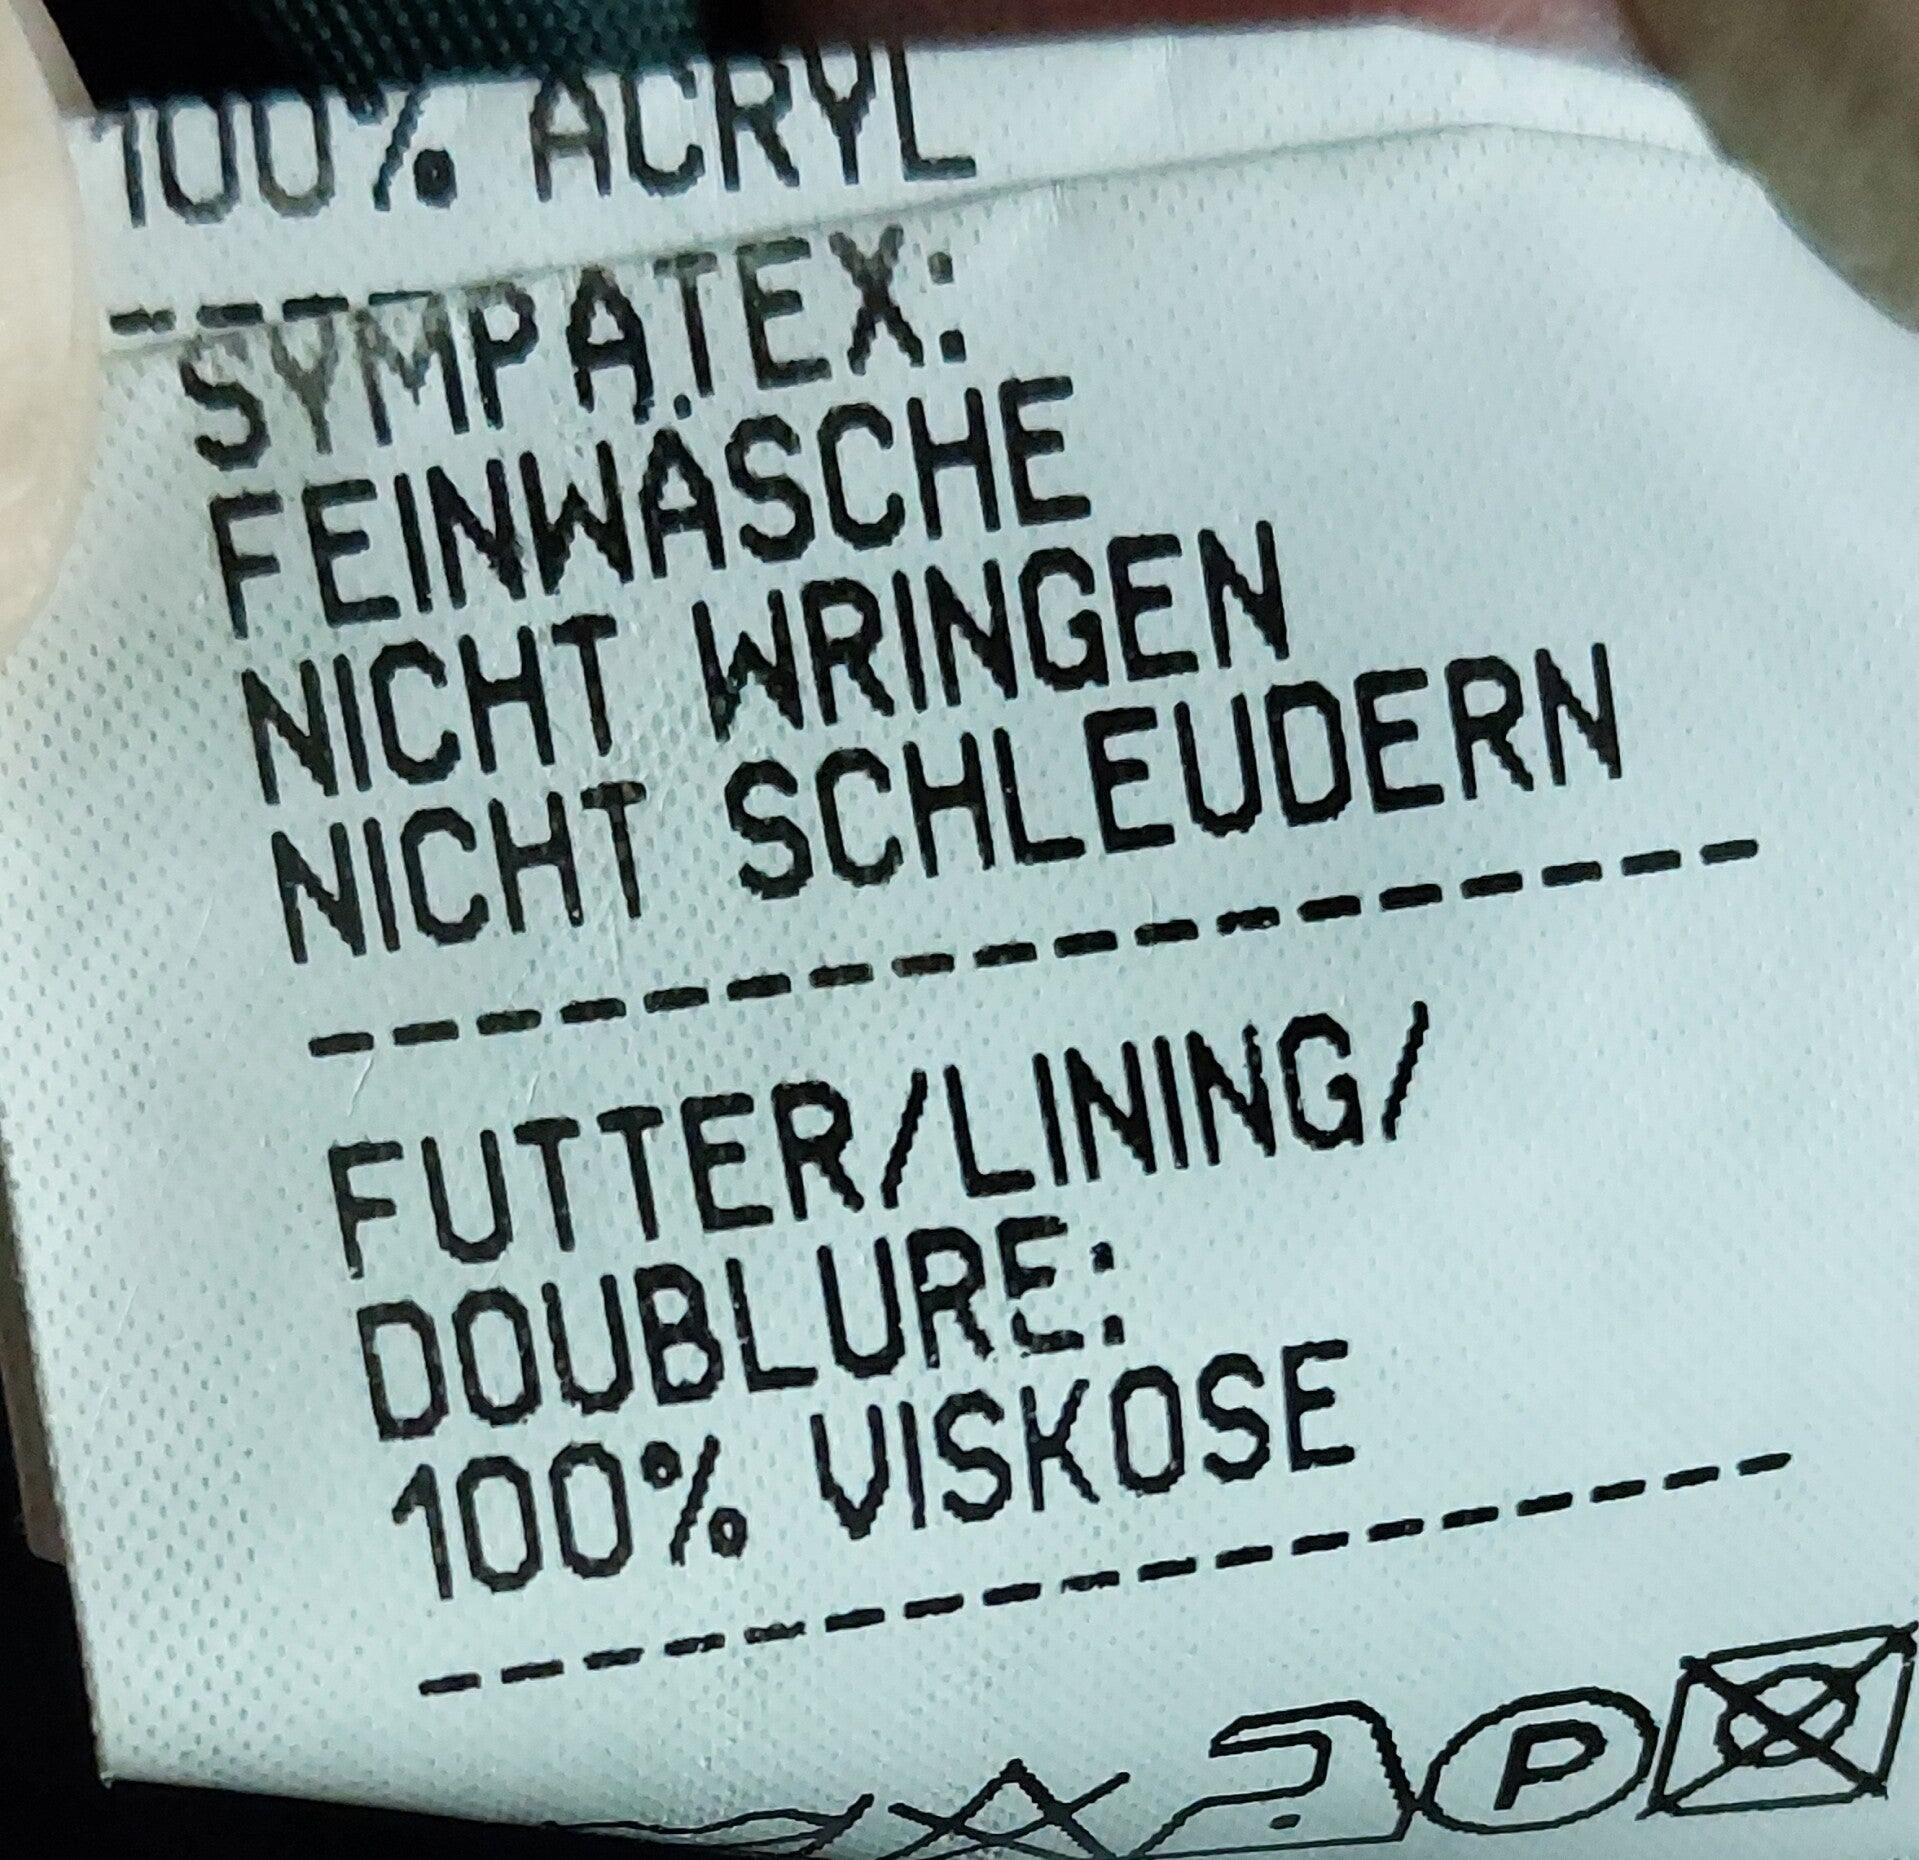 100% ACRYL
----
SYMPATEX:
FEINWÄSCHE
NICHT WRINGEN
NICHT SCHLEUDERN
------------------
FUTTER/LINING/
DOUBLURE:
100% VISKOSE
------------------
P